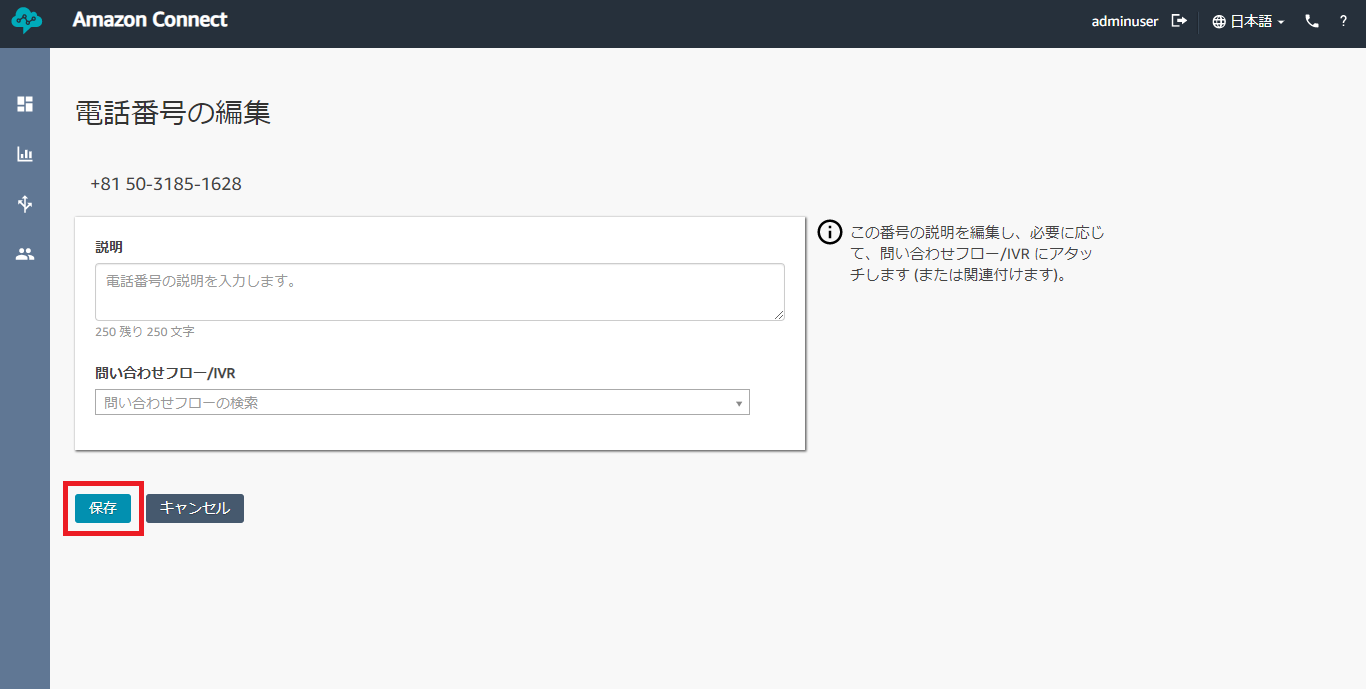 Amazon Connect
adminuser
日本語
?
電話番号の編集
+81 50-3185-1628
説明
電話番号の説明を入力します。
250 残り 250 文字
問い合わせフロー/IVR
問い合わせフローの検索
この番号の説明を編集し、必要に応じ
て、問い合わせフロー/IVR にアタッ
チします (または関連付けます)。
保存
キャンセル